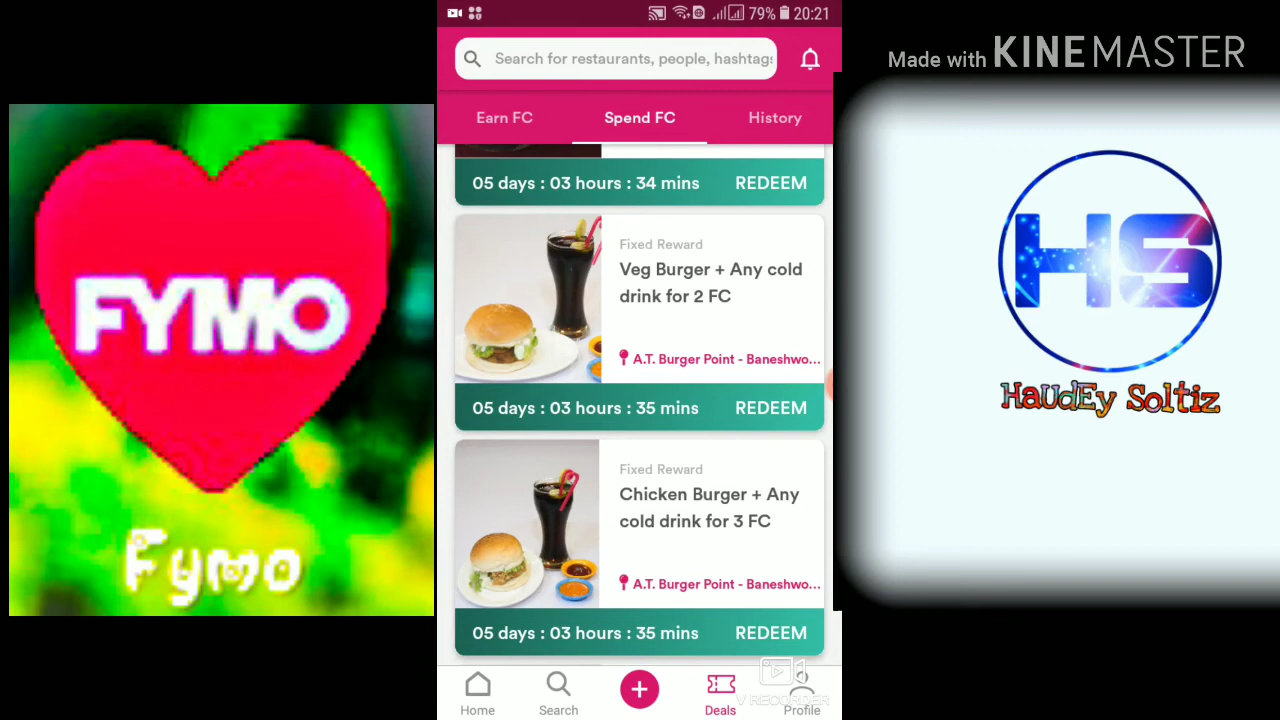 79% 20:21
Made with KINEMASTER
Search for restaurants, people, hashtags
Earn FC
Spend FC
History
05 days : 03 hours : 34 mins
REDEEM
Fixed Reward
Veg Burger + Any cold
drink for 2 FC
A.T. Burger Point - Baneshwo...
05 days : 03 hours : 35 mins
REDEEM
Fixed Reward
Chicken Burger + Any
cold drink for 3 FC
A.T. Burger Point - Baneshwo...
05 days : 03 hours : 35 mins
REDEEM
Home
Search
Deals
Profile
V RECORDER
FYMO
Fymo
HS
HaUdEy Soltiz